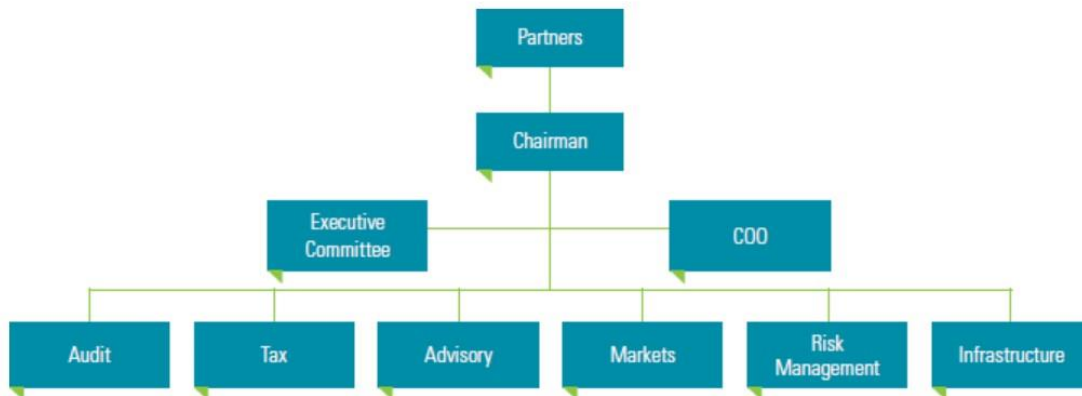 Partners
Chairman
Executive
Committee
COO
Audit
Tax
Advisory
Markets
Risk
Management
Infrastructure